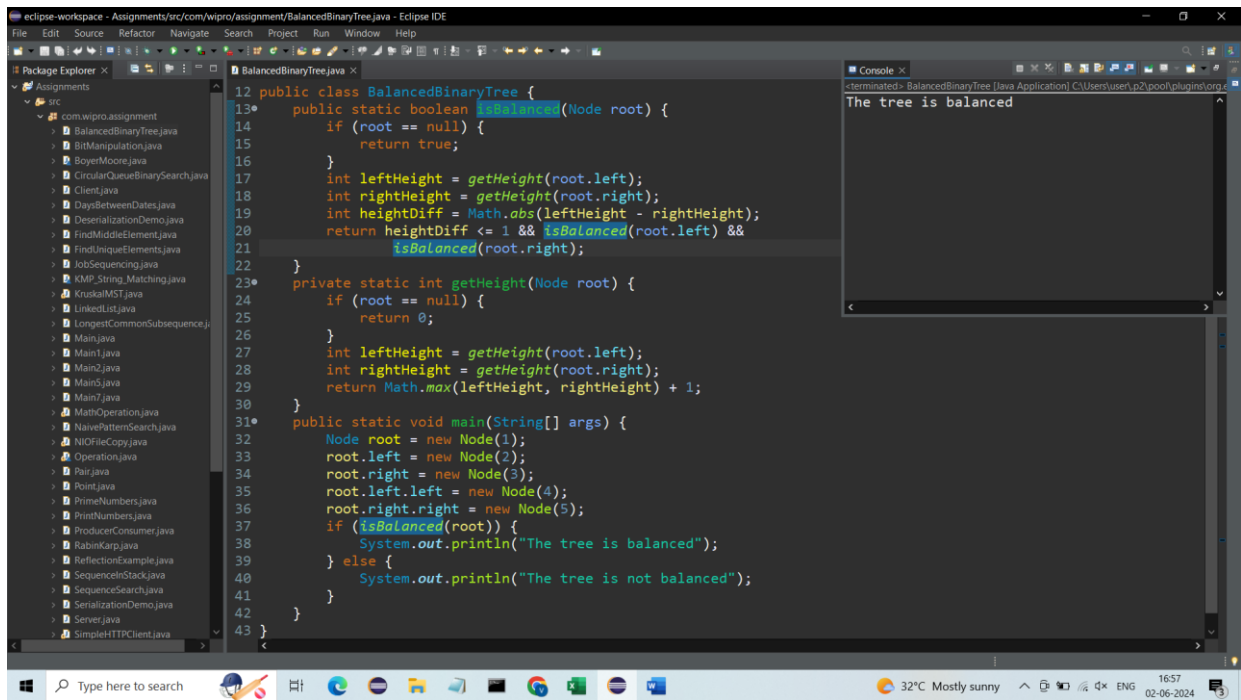 eclipse-workspace - Assignments/src/com/wipro/assignment/BalancedBinaryTree.java - Eclipse IDE
File Edit Source Refactor Navigate Search Project Run Window Help
Package Explorer
Assignments
src
com.wipro.assignment
BalancedBinaryTree.java
BitManipulation.java
BoyerMoore.java
CircularQueueBinarySearch.java
Client.java
DaysBetweenDates.java
DeserializationDemo.java
FindMiddleElement.java
FindUniqueElements.java
JobSequencing.java
KMP_String_Matching.java
KruskalMST.java
LinkedList.java
LongestCommonSubsequence.j
Main.java
Main1.java
Main2.java
Main5.java
Main7.java
MathOperation.java
NaivePatternSearch.java
NIOFileCopy.java
Operation.java
Pair.java
Point.java
PrimeNumbers.java
PrintNumbers.java
ProducerConsumer.java
RabinKarp.java
ReflectionExample.java
SequenceInStack.java
SequenceSearch.java
SerializationDemo.java
Server.java
SimpleHTTPClient.java
BalancedBinaryTree.java
12 public class BalancedBinaryTree {
13 public static boolean isBalanced(Node root) {
14 if (root == null) {
15 return true;
16 }
17 int leftHeight = getHeight(root.left);
18 int rightHeight = getHeight(root.right);
19 int heightDiff = Math.abs(leftHeight - rightHeight);
20 return heightDiff <= 1 && isBalanced(root.left) &&
21 isBalanced(root.right);
22 }
23 private static int getHeight(Node root) {
24 if (root == null) {
25 return 0;
26 }
27 int leftHeight = getHeight(root.left);
28 int rightHeight = getHeight(root.right);
29 return Math.max(leftHeight, rightHeight) + 1;
30 }
31 public static void main(String[] args) {
32 Node root = new Node(1);
33 root.left = new Node(2);
34 root.right = new Node(3);
35 root.left.left = new Node(4);
36 root.right.right = new Node(5);
37 if (isBalanced(root)) {
38 System.out.println("The tree is balanced");
39 } else {
40 System.out.println("The tree is not balanced");
41 }
42 }
43 }
Console
<terminated> BalancedBinaryTree [Java Application] C:\Users\user\.p2\pool\plugins\org.e
The tree is balanced
Type here to search
32°C Mostly sunny
ENG
16:57
02-06-2024
3